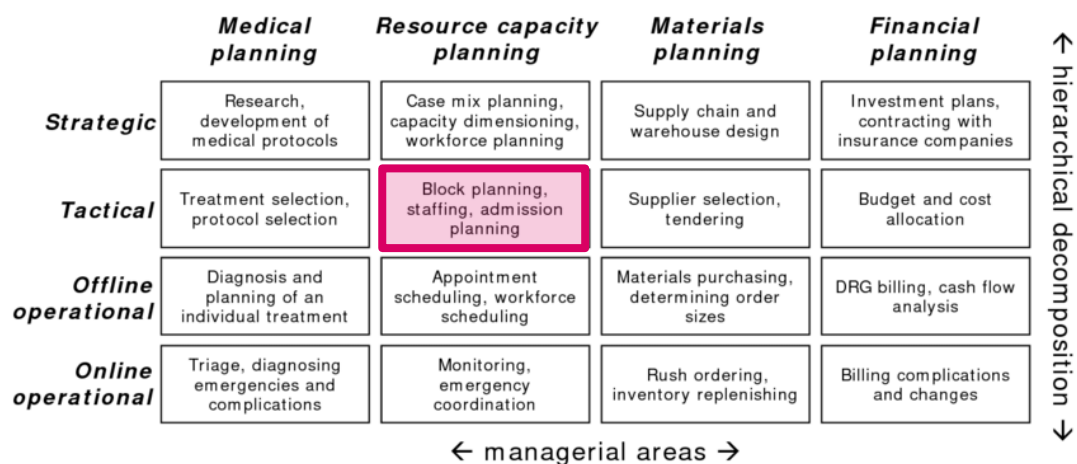 Medical planning
Resource capacity planning
Materials planning
Financial planning
Strategic
Research,
development of
medical protocols
Case mix planning,
capacity dimensioning,
workforce planning
Supply chain and
warehouse design
Investment plans,
contracting with
insurance companies
Tactical
Treatment selection,
protocol selection
Block planning,
staffing, admission
planning
Supplier selection,
tendering
Budget and cost
allocation
Offline
operational
Diagnosis and
planning of an
individual treatment
Appointment
scheduling, workforce
scheduling
Materials purchasing,
determining order
sizes
DRG billing, cash flow
analysis
Online
operational
Triage, diagnosing
emergencies and
complications
Monitoring,
emergency
coordination
Rush ordering,
inventory replenishing
Billing complications
and changes
← managerial areas →
← hierarchical decomposition →